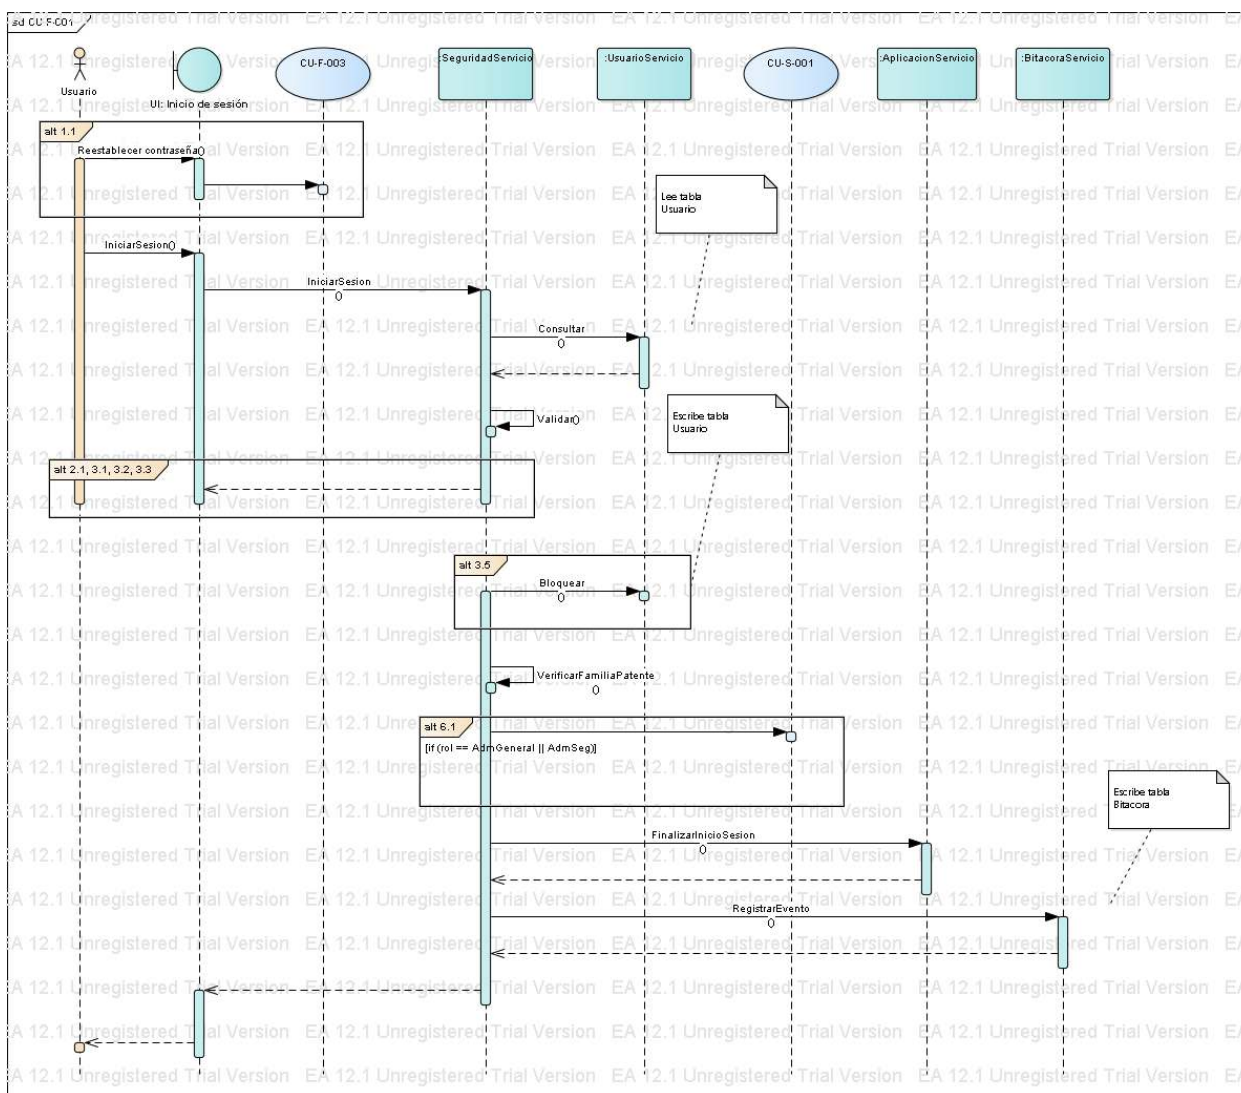 sd CU F-001
Usuario
UI: Inicio de sesión
CU-F-003
:SeguridadServicio
:UsuarioServicio
CU-S-001
:AplicacionServicio
:BitacoraServicio
alt 1.1
Reestablecer contraseña()
Lee tabla
Usuario
IniciarSesion()
IniciarSesion
()
Consultar
()
Escribe tabla
Usuario
Validar()
alt 2.1, 3.1, 3.2, 3.3
alt 3.5
Bloquear
()
VerificarFamiliaPatente
()
alt 6.1
[if (rol == AdmGeneral || AdmSeg)]
Escribe tabla
Bitacora
FinalizarInicioSesion
()
RegistrarEvento
()
EA 12.1 Unregistered Trial Version